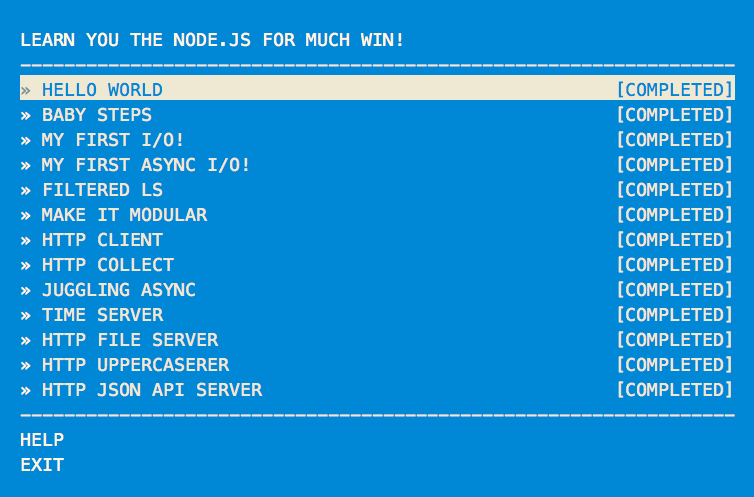 LEARN YOU THE NODE.JS FOR MUCH WIN!
» HELLO WORLD [COMPLETED]
» BABY STEPS [COMPLETED]
» MY FIRST I/O! [COMPLETED]
» MY FIRST ASYNC I/O! [COMPLETED]
» FILTERED LS [COMPLETED]
» MAKE IT MODULAR [COMPLETED]
» HTTP CLIENT [COMPLETED]
» HTTP COLLECT [COMPLETED]
» JUGGLING ASYNC [COMPLETED]
» TIME SERVER [COMPLETED]
» HTTP FILE SERVER [COMPLETED]
» HTTP UPPERCASERER [COMPLETED]
» HTTP JSON API SERVER [COMPLETED]
HELP
EXIT